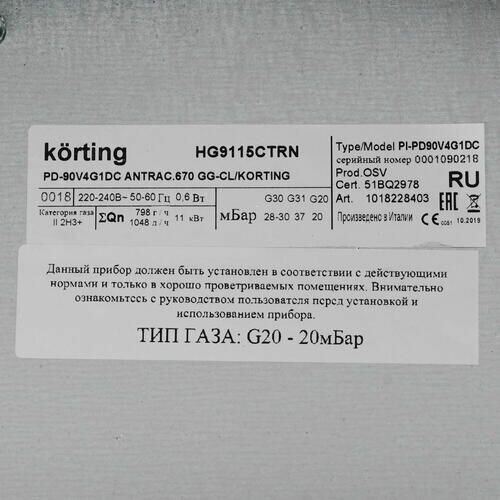 körting HG9115CTRN
PD-90V4G1DC ANTRAC.670 GG-CL/KORTING
0018 220-240В~ 50-60 Гц 0,6 Вт
Категория газа
II 2H3+
ΣQn 798 г / ч
1048 л / ч
11 кВт
G30 G31 G20
мБар 28-30 37 20
Type/Model PI-PD90V4G1DC
серийный номер 0001090218
Prod.OSV
Cert. 51BQ2978
RU
Art. 1018228403
EAC
Произведено в Италии
CE
0051
10.2019
Данный прибор должен быть установлен в соответствии с действующими
нормами и только в хорошо проветриваемых помещениях. Внимательно
ознакомьтесь с руководством пользователя перед установкой и
использованием прибора.
ТИП ГАЗА: G20 - 20мБар